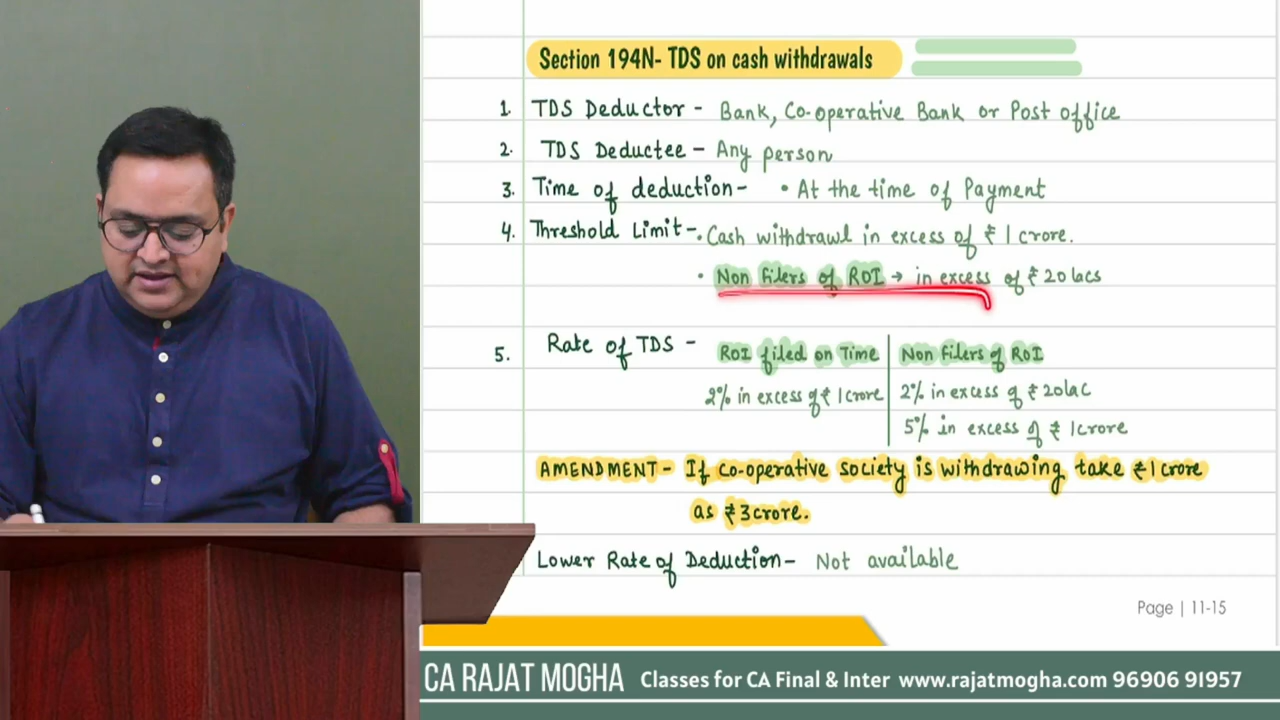 Section 194N- TDS on cash withdrawals
1. TDS Deductor - Bank, Co-operative Bank or Post office
2. TDS Deductee - Any person
3. Time of deduction- • At the time of Payment
4. Threshold Limit-. Cash withdrawl in excess of ₹ 1 crore.
• Non Filers of ROI → in excess of ₹ 20 lacs
5. Rate of TDS - ROI filed on Time Non Filers of ROI
2% in excess of ₹ 1 crore 2% in excess of ₹ 20 lac
5% in excess of ₹ 1 crore
AMENDMENT- If co-operative society is withdrawing take ₹ 1 crore
as ₹ 3 crore.
Lower Rate of Deduction- Not available
Page | 11-15
CA RAJAT MOGHA Classes for CA Final & Inter www.rajatmogha.com 96906 91957